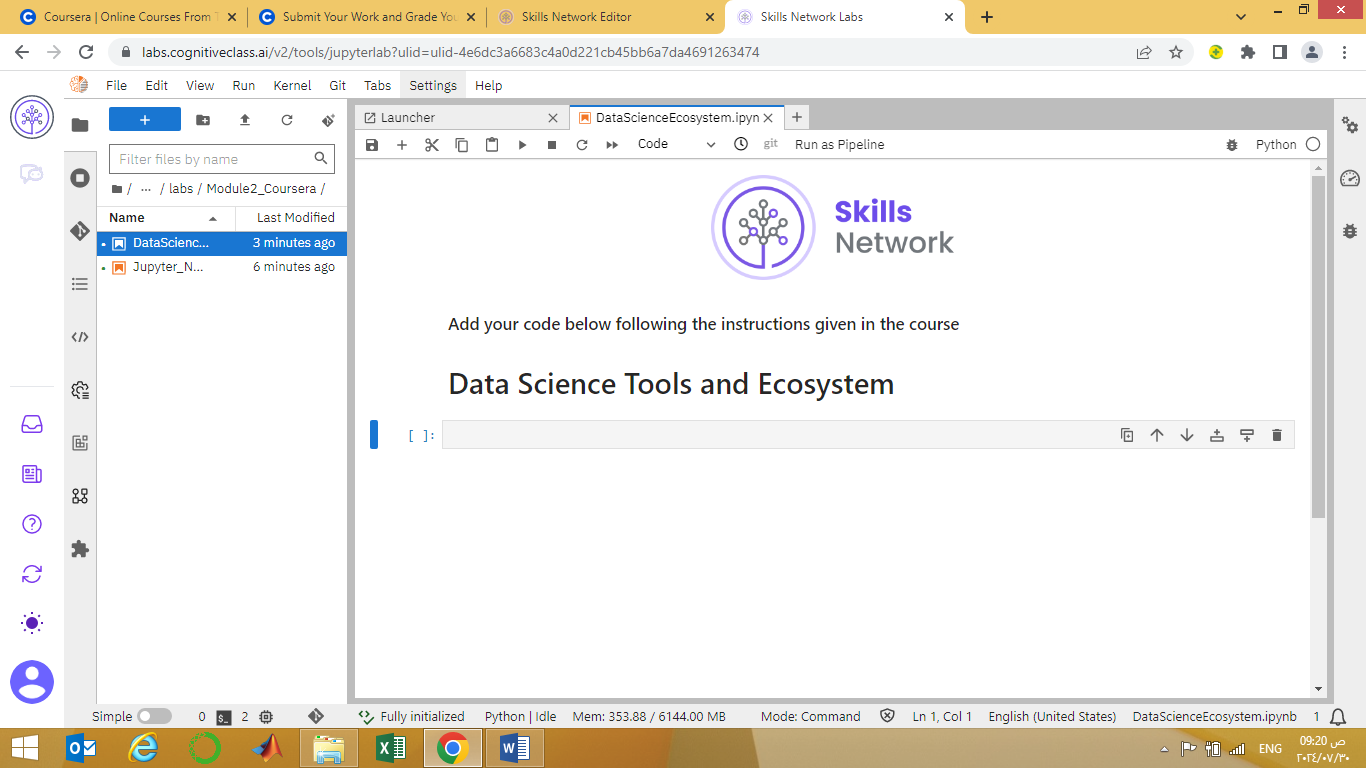 Coursera | Online Courses From T
Submit Your Work and Grade You
Skills Network Editor
Skills Network Labs
labs.cognitiveclass.ai/v2/tools/jupyterlab?ulid=ulid-4e6dc3a6683c4a0d221cb45bb6a7da4691263474
File Edit View Run Kernel Git Tabs Settings Help
Launcher
DataScienceEcosystem.ipyn
Filter files by name
/ ... / labs / Module2_Coursera /
Name Last Modified
DataScienc... 3 minutes ago
Jupyter_N... 6 minutes ago
Code
git
Run as Pipeline
Python
Skills
Network
Add your code below following the instructions given in the course
Data Science Tools and Ecosystem
[ ]:
Simple 0 2 Fully initialized Python | Idle Mem: 353.88 / 6144.00 MB Mode: Command Ln 1, Col 1 English (United States) DataScienceEcosystem.ipynb 1
ENG
09:20 ص
٢٠٢٤/٠٧/٣٠